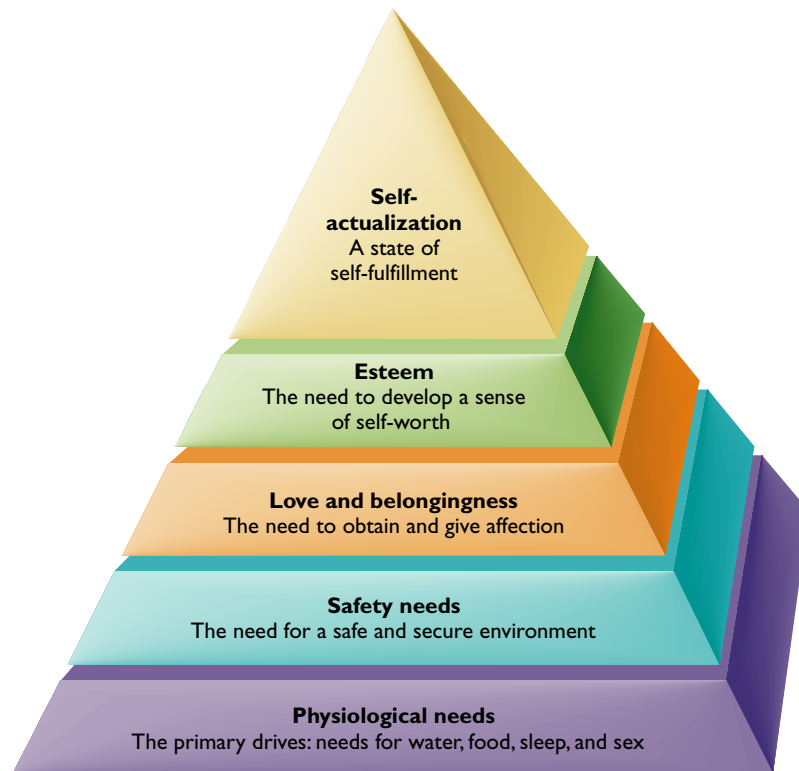 Self-
actualization
A state of
self-fulfillment
Esteem
The need to develop a sense
of self-worth
Love and belongingness
The need to obtain and give affection
Safety needs
The need for a safe and secure environment
Physiological needs
The primary drives: needs for water, food, sleep, and sex